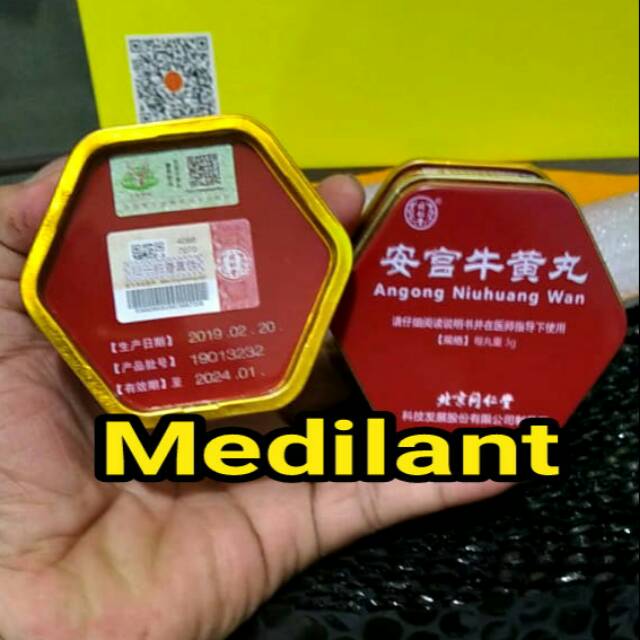 【生产日期】 2019.02.20.
【产品批号】 19013232
【有效期】至 2024.01.
安宫牛黄丸
Angong Niuhuang Wan
请仔细阅读说明书并在医师指导下使用
【规格】每丸重 3g
北京同仁堂
科技发展股份有限公司制
Medilant